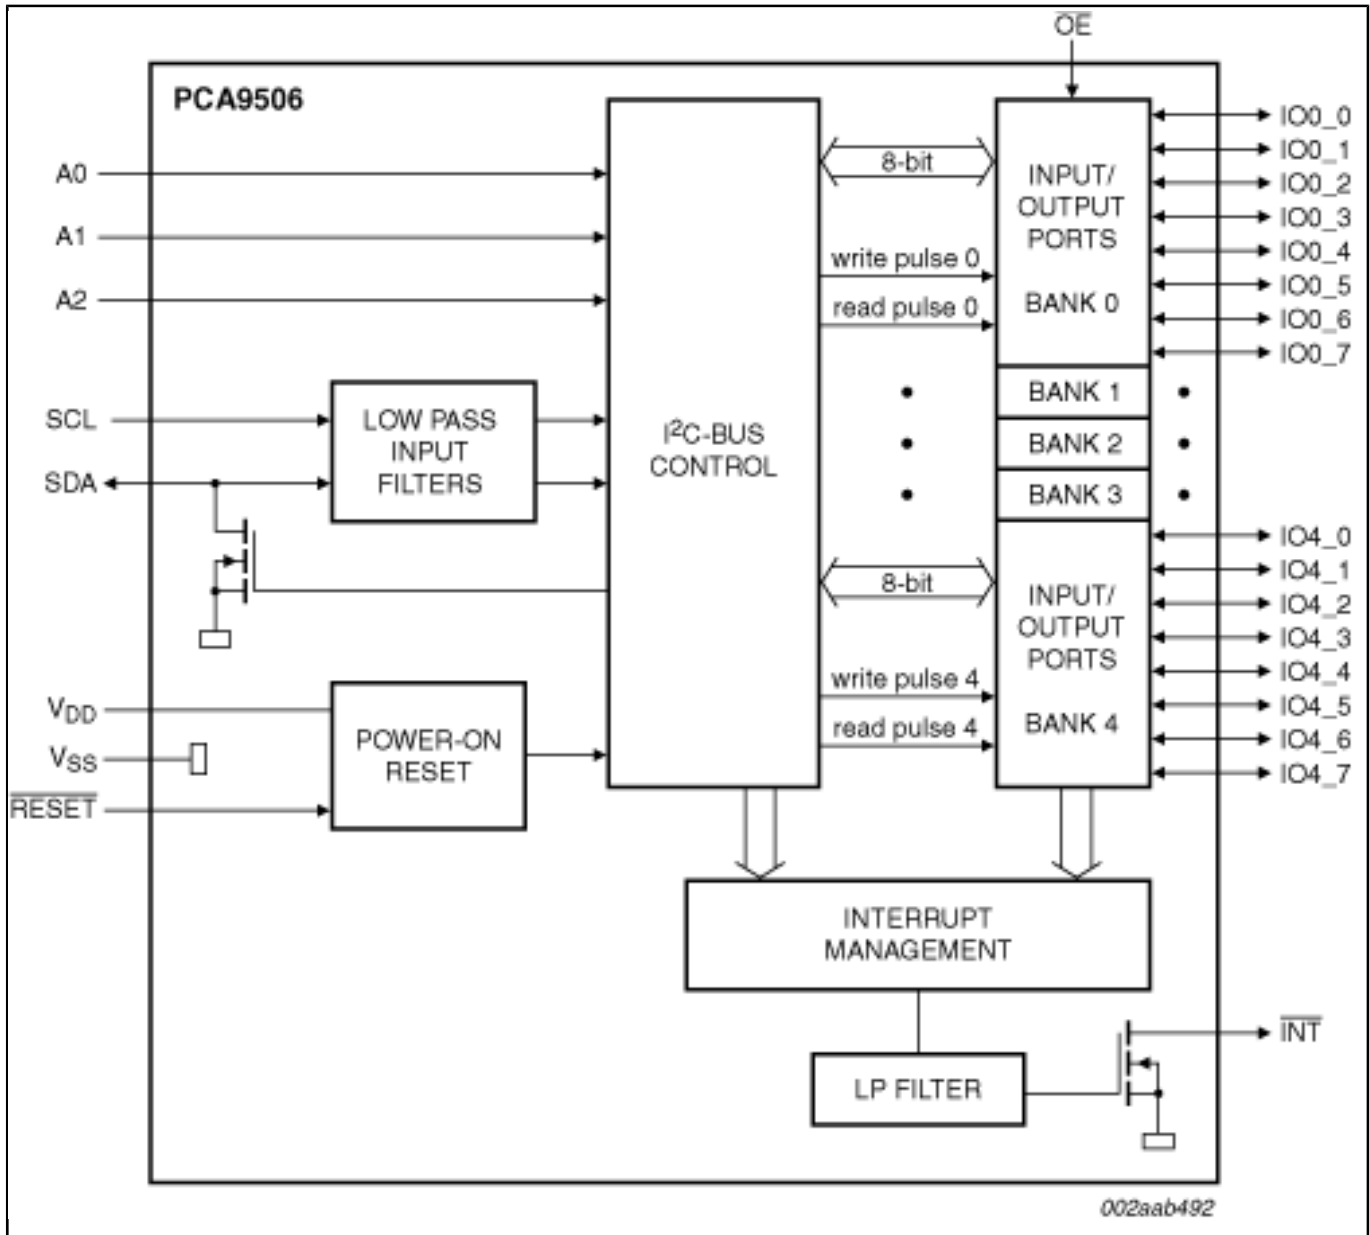 OE
PCA9506
A0
A1
A2
SCL
SDA
VDD
VSS
RESET
LOW PASS
INPUT
FILTERS
POWER-ON
RESET
I²C-BUS
CONTROL
8-bit
write pulse 0
read pulse 0
8-bit
write pulse 4
read pulse 4
INPUT/
OUTPUT
PORTS
BANK 0
BANK 1
BANK 2
BANK 3
INPUT/
OUTPUT
PORTS
BANK 4
IO0_0
IO0_1
IO0_2
IO0_3
IO0_4
IO0_5
IO0_6
IO0_7
IO4_0
IO4_1
IO4_2
IO4_3
IO4_4
IO4_5
IO4_6
IO4_7
INTERRUPT
MANAGEMENT
LP FILTER
INT
002aab492